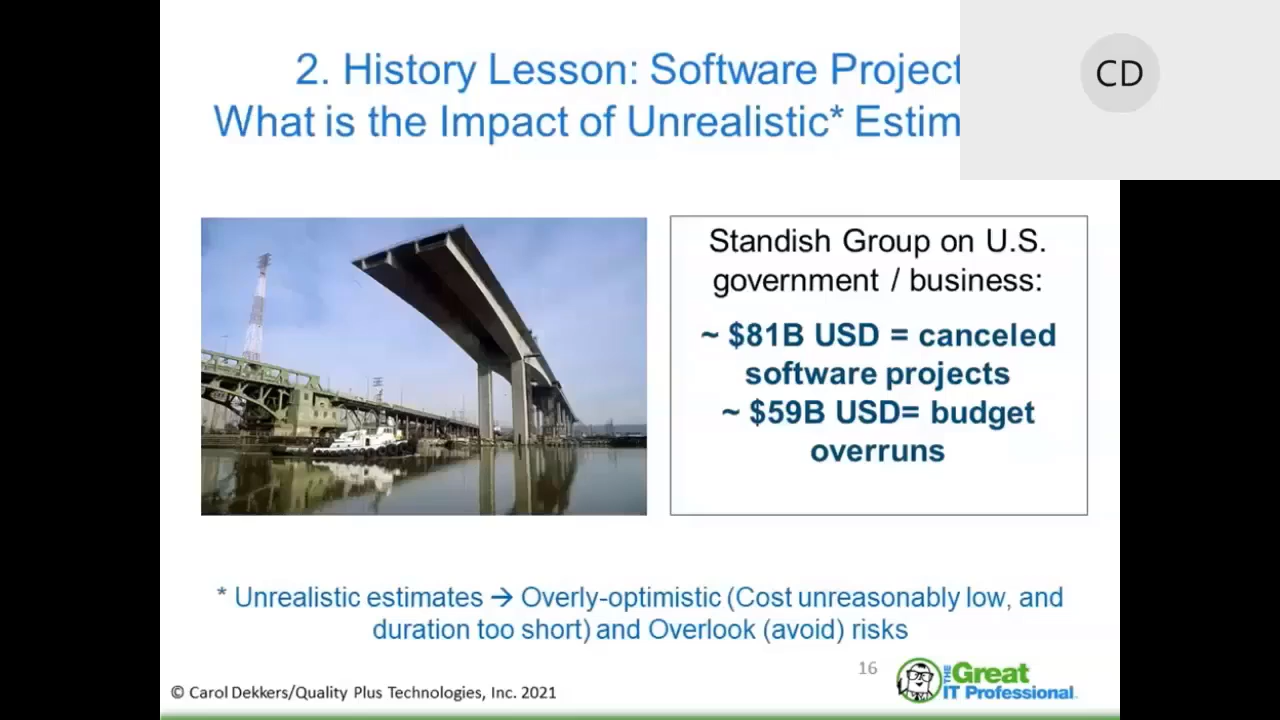 2. History Lesson: Software Project
What is the Impact of Unrealistic* Estim
CD
Standish Group on U.S.
government / business:
~ $81B USD = canceled
software projects
~ $59B USD= budget
overruns
* Unrealistic estimates → Overly-optimistic (Cost unreasonably low, and
duration too short) and Overlook (avoid) risks
16
© Carol Dekkers/Quality Plus Technologies, Inc. 2021
THE Great
IT Professional